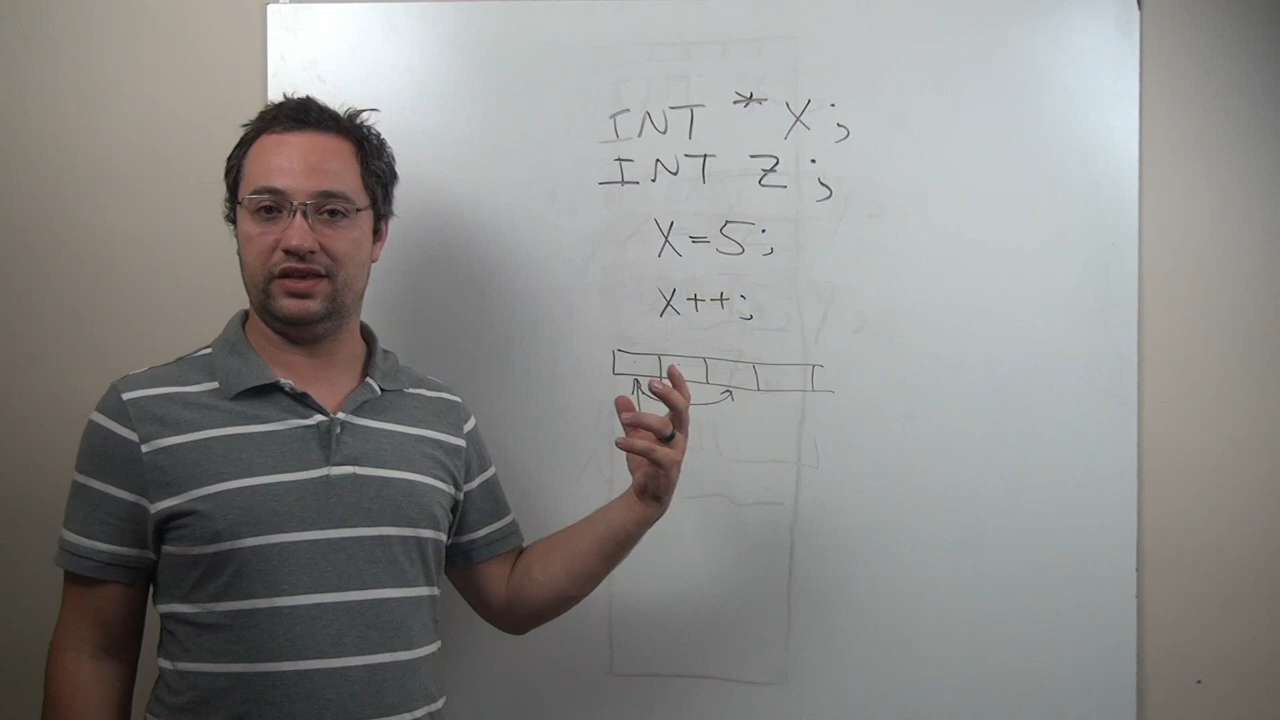 INT * X;
INT Z;
X=5;
X++;